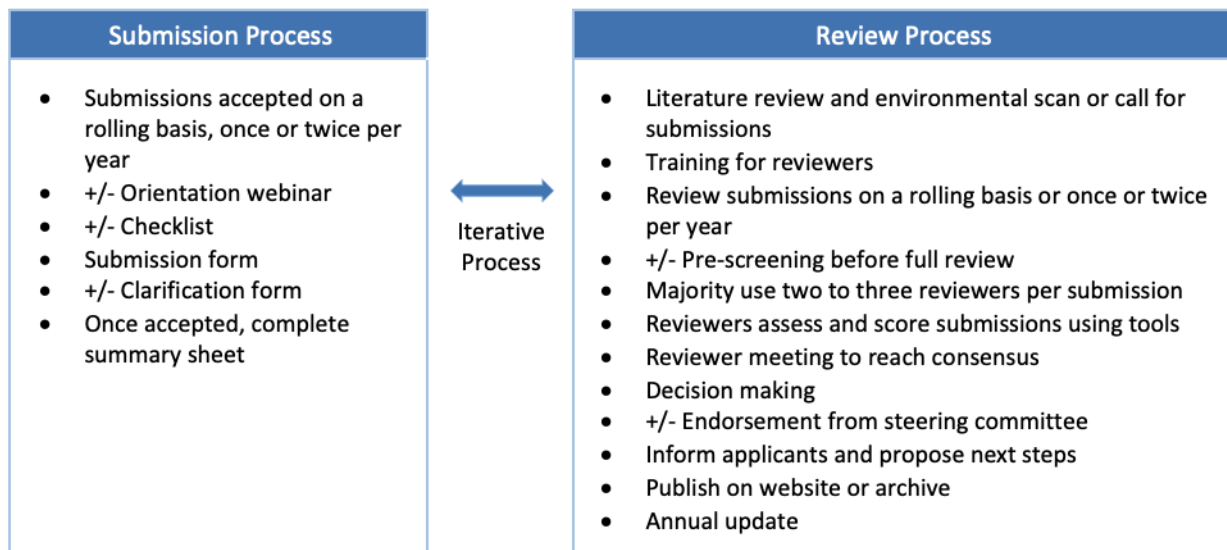 Submission Process
• Submissions accepted on a
rolling basis, once or twice per
year
• +/- Orientation webinar
• +/- Checklist
• Submission form
• +/- Clarification form
• Once accepted, complete
summary sheet
Iterative
Process
Review Process
• Literature review and environmental scan or call for
submissions
• Training for reviewers
• Review submissions on a rolling basis or once or twice
per year
• +/- Pre-screening before full review
• Majority use two to three reviewers per submission
• Reviewers assess and score submissions using tools
• Reviewer meeting to reach consensus
• Decision making
• +/- Endorsement from steering committee
• Inform applicants and propose next steps
• Publish on website or archive
• Annual update